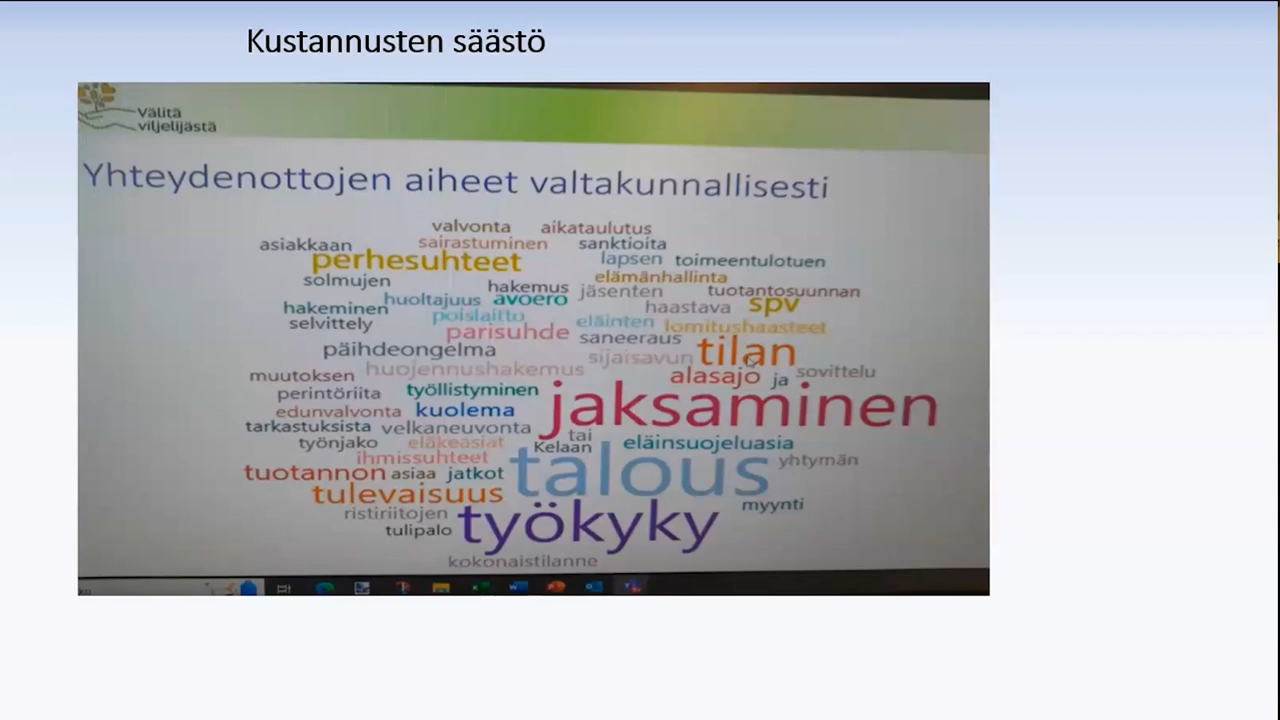 Kustannusten säästö
Välitä
viljelijästä
Yhteydenottojen aiheet valtakunnallisesti
valvonta aikataulutus
asiakkaan sairastuminen sanktioita
perhesuhteet lapsen toimeentulotuen
solmujen elämänhallinta
hakemus jäsenten tuotantosuunnan
hakeminen huoltajuus avoero haastava spv
selvittely poislaitto eläinten lomitushaasteet
parisuhde saneeraus
päihdeongelma sijaisavun tilan
muutoksen huojennushakemus alasajo ja sovittelu
perintöriita työllistyminen jaksaminen
edunvalvonta kuolema
tarkastuksista velkaneuvonta tai
työnjako eläkeasiat Kelaan eläinsuojeluasia
ihmissuhteet talous yhtymän
tuotannon asiaa jatkot
tulevaisuus myynti
ristiriitojen työkyky
tulipalo
kokonaistilanne